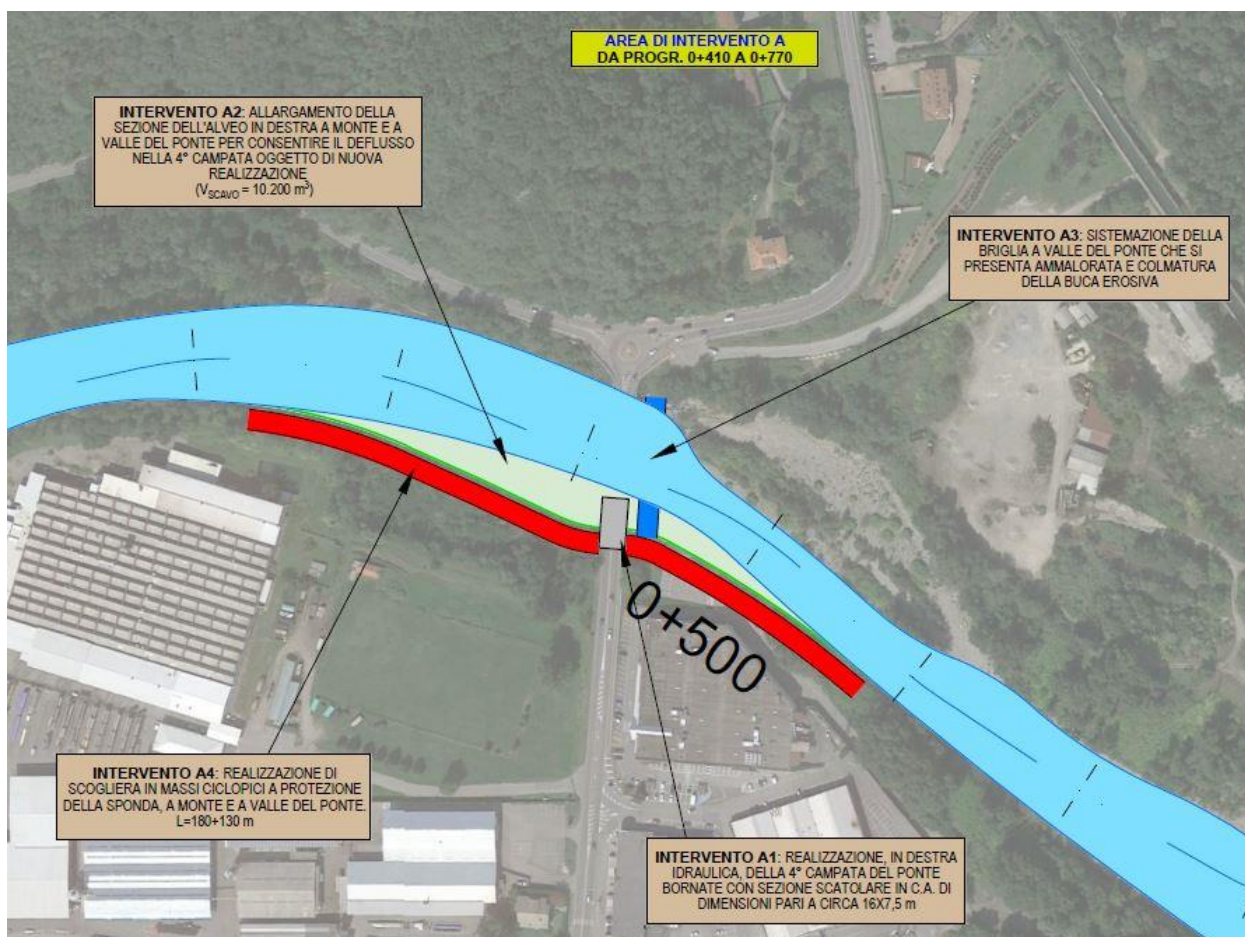 AREA DI INTERVENTO A
DA PROGR. 0+410 A 0+770
INTERVENTO A2: ALLARGAMENTO DELLA
SEZIONE DELL'ALVEO IN DESTRA A MONTE E A
VALLE DEL PONTE PER CONSENTIRE IL DEFLUSSO
NELLA 4° CAMPATA OGGETTO DI NUOVA
REALIZZAZIONE
(V_SCAVO = 10.200 m³)
INTERVENTO A3: SISTEMAZIONE DELLA
BRIGLIA A VALLE DEL PONTE CHE SI
PRESENTA AMMALORATA E COLMATURA
DELLA BUCA EROSIVA
0+500
INTERVENTO A4: REALIZZAZIONE DI
SCOGLIERA IN MASSI CICLOPICI A PROTEZIONE
DELLA SPONDA, A MONTE E A VALLE DEL PONTE.
L=180+130 m
INTERVENTO A1: REALIZZAZIONE, IN DESTRA
IDRAULICA, DELLA 4° CAMPATA DEL PONTE
BORNATE CON SEZIONE SCATOLARE IN C.A. DI
DIMENSIONI PARI A CIRCA 16X7,5 m